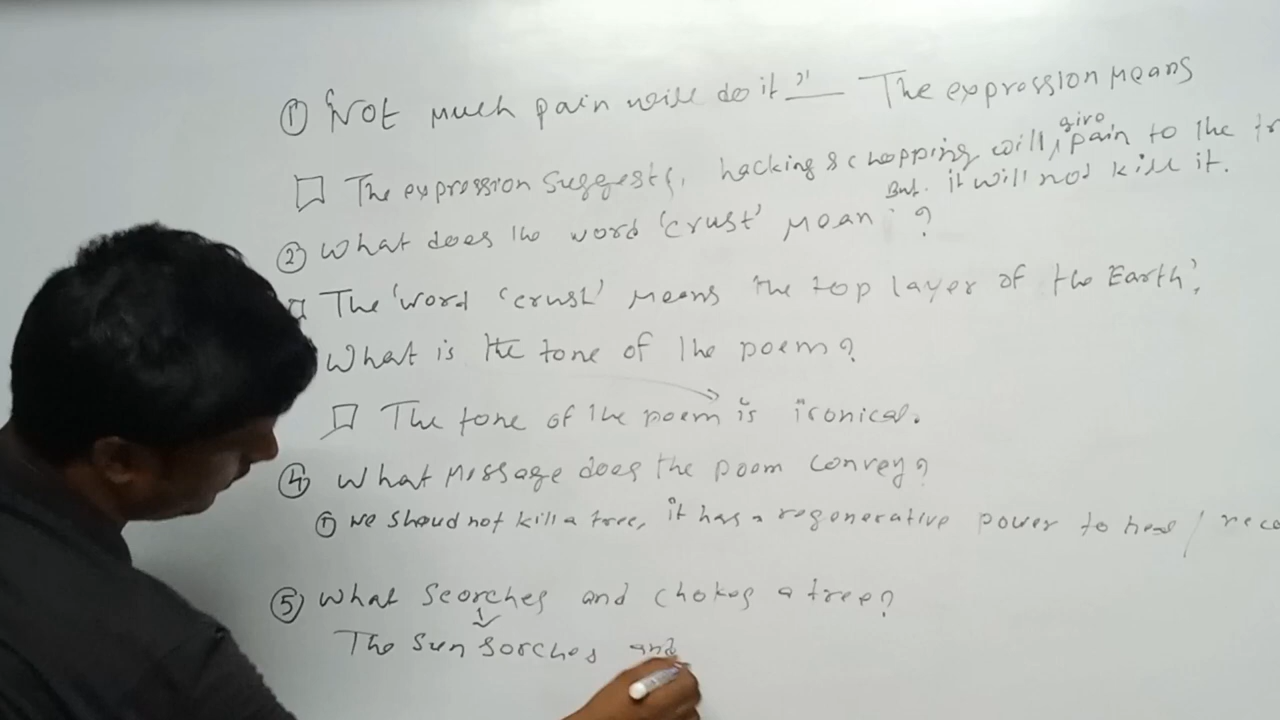 ① "Not much pain will do it" — The expression means
□ The expression suggests, hacking & chopping will give pain to the
But it will not kill it.
② What does the word 'crust' mean ?
□ The 'word 'crust' means the top layer of the Earth'.
What is the tone of the poem?
□ The tone of the poem is ironical.
④ What message does the poem convey?
① We shoud not kill a tree, it has a regenerative power to heal /
⑤ What scorches and chokes a tree?
The sun sorches and